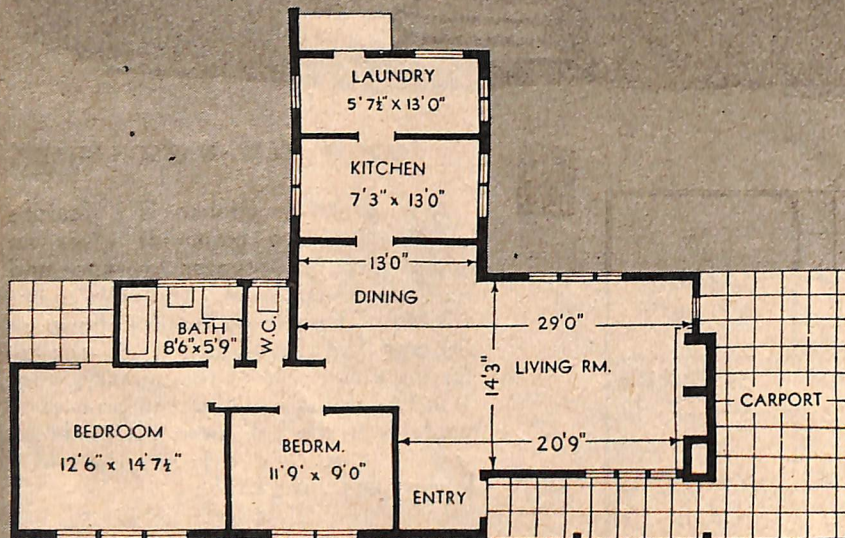 LAUNDRY
5'7½" X 13'0"
KITCHEN
7'3" x 13'0"
13'0"
DINING
29'0"
BATH
8'6"x5'9"
W.C.
14'3"
LIVING RM.
CARPORT
BEDROOM
12'6" x 14'7½"
BEDRM.
11'9' x 9'0"
20'9"
ENTRY